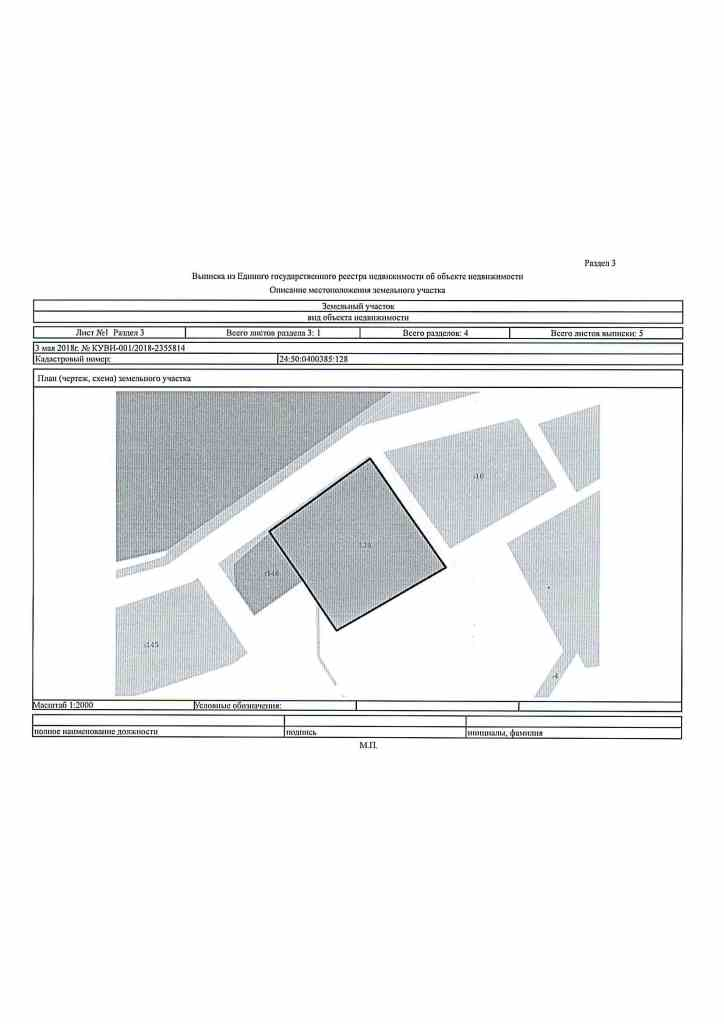 Раздел 3
Выписка из Единого государственного реестра недвижимости об объекте недвижимости
Описание местоположения земельного участка
Земельный участок
вид объекта недвижимости
Лист №1 Раздел 3 Всего листов раздела 3: 1 Всего разделов: 4 Всего листов выписки: 5
3 мая 2018г. № КУВИ-001/2018-2355814
Кадастровый номер: 24:50:0400385:128
План (чертеж, схема) земельного участка
:10
:146
:145
:4
Масштаб 1:2000 Условные обозначения:
полное наименование должности подпись инициалы, фамилия
М.П.